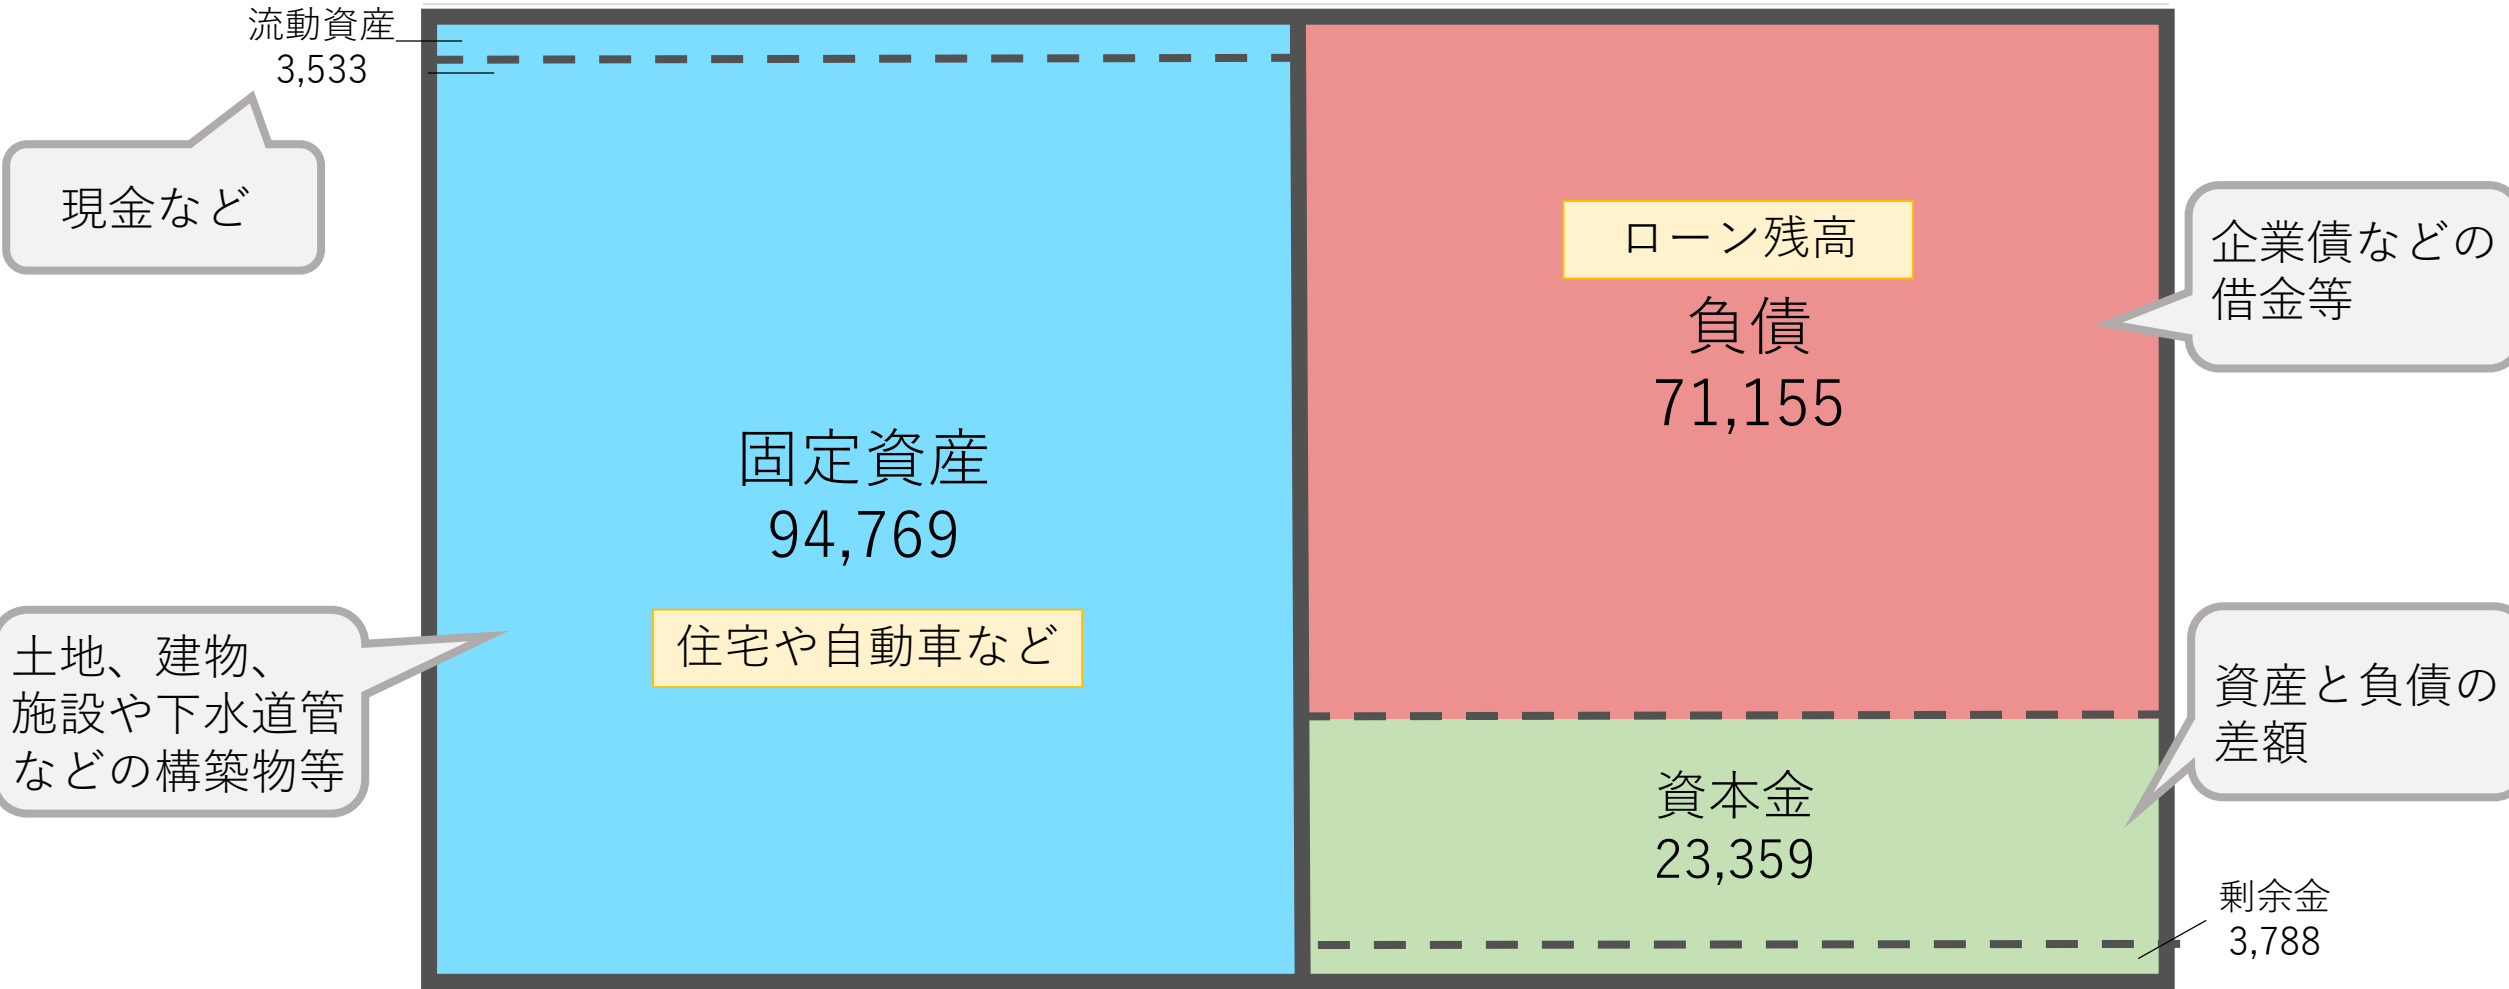 流動資産
3,533
現金など
固定資産
94,769
住宅や自動車など
土地、建物、
施設や下水道管
などの構築物等
ローン残高
負債
71,155
企業債などの
借金等
資本金
23,359
資産と負債の
差額
剰余金
3,788